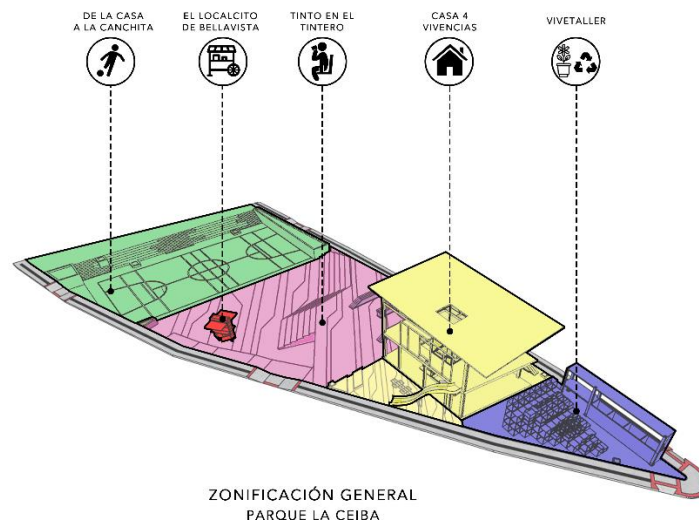 DE LA CASA
A LA CANCHITA
EL LOCALCITO
DE BELLAVISTA
TINTO EN EL
TINTERO
CASA 4
VIVENCIAS
VIVETALLER
ZONIFICACIÓN GENERAL
PARQUE LA CEIBA